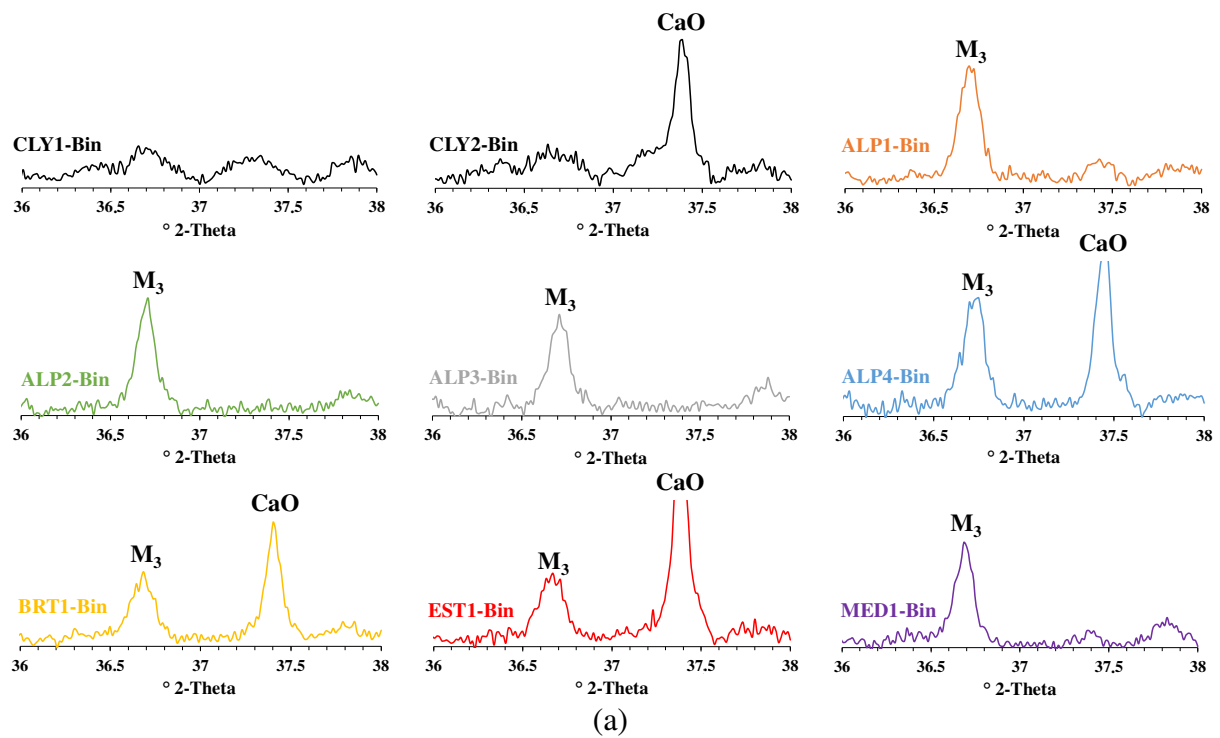 CaO
M₃
CLY1-Bin
CLY2-Bin
ALP1-Bin
36 36.5 37 37.5 38
36 36.5 37 37.5 38
36 36.5 37 37.5 38
° 2-Theta
° 2-Theta
° 2-Theta
M₃
M₃
M₃
CaO
ALP2-Bin
ALP3-Bin
ALP4-Bin
36 36.5 37 37.5 38
36 36.5 37 37.5 38
36 36.5 37 37.5 38
° 2-Theta
° 2-Theta
° 2-Theta
M₃
CaO
M₃
CaO
M₃
BRT1-Bin
EST1-Bin
MED1-Bin
36 36.5 37 37.5 38
36 36.5 37 37.5 38
36 36.5 37 37.5 38
° 2-Theta
° 2-Theta
° 2-Theta
(a)